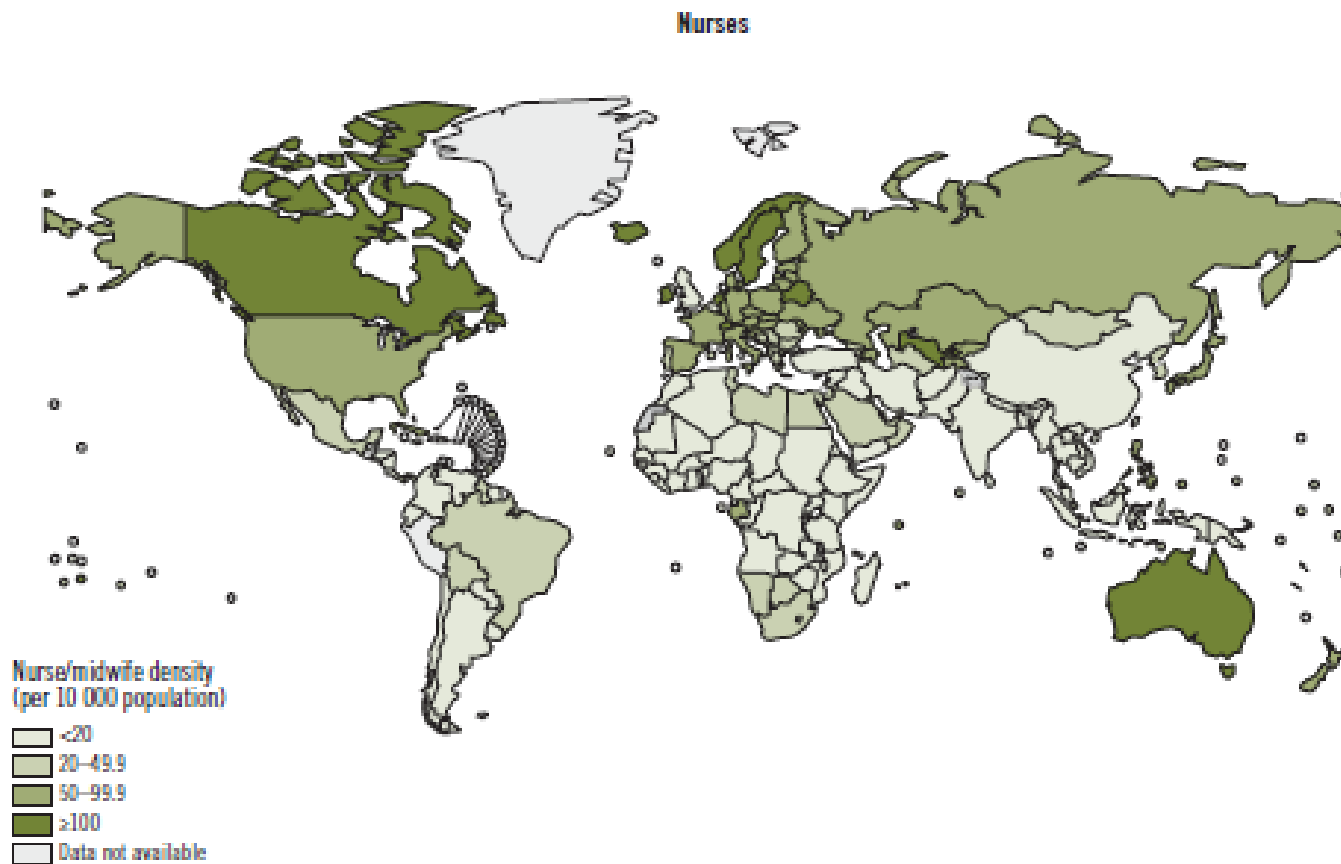 Nurses
Nurse/midwife density
(per 10 000 population)
<20
20–49.9
50–99.9
≥100
Data not available